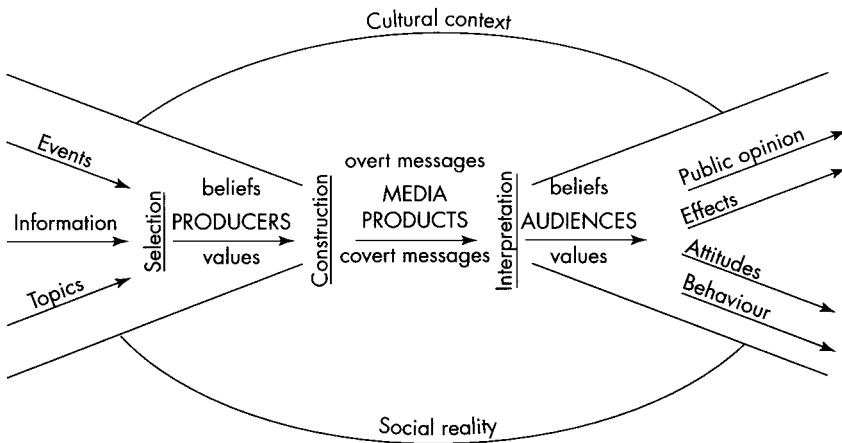 Cultural context
Events
Information
Topics
Selection
beliefs
PRODUCERS
values
Construction
overt messages
MEDIA
PRODUCTS
covert messages
Interpretation
beliefs
AUDIENCES
values
Public opinion
Effects
Attitudes
Behaviour
Social reality